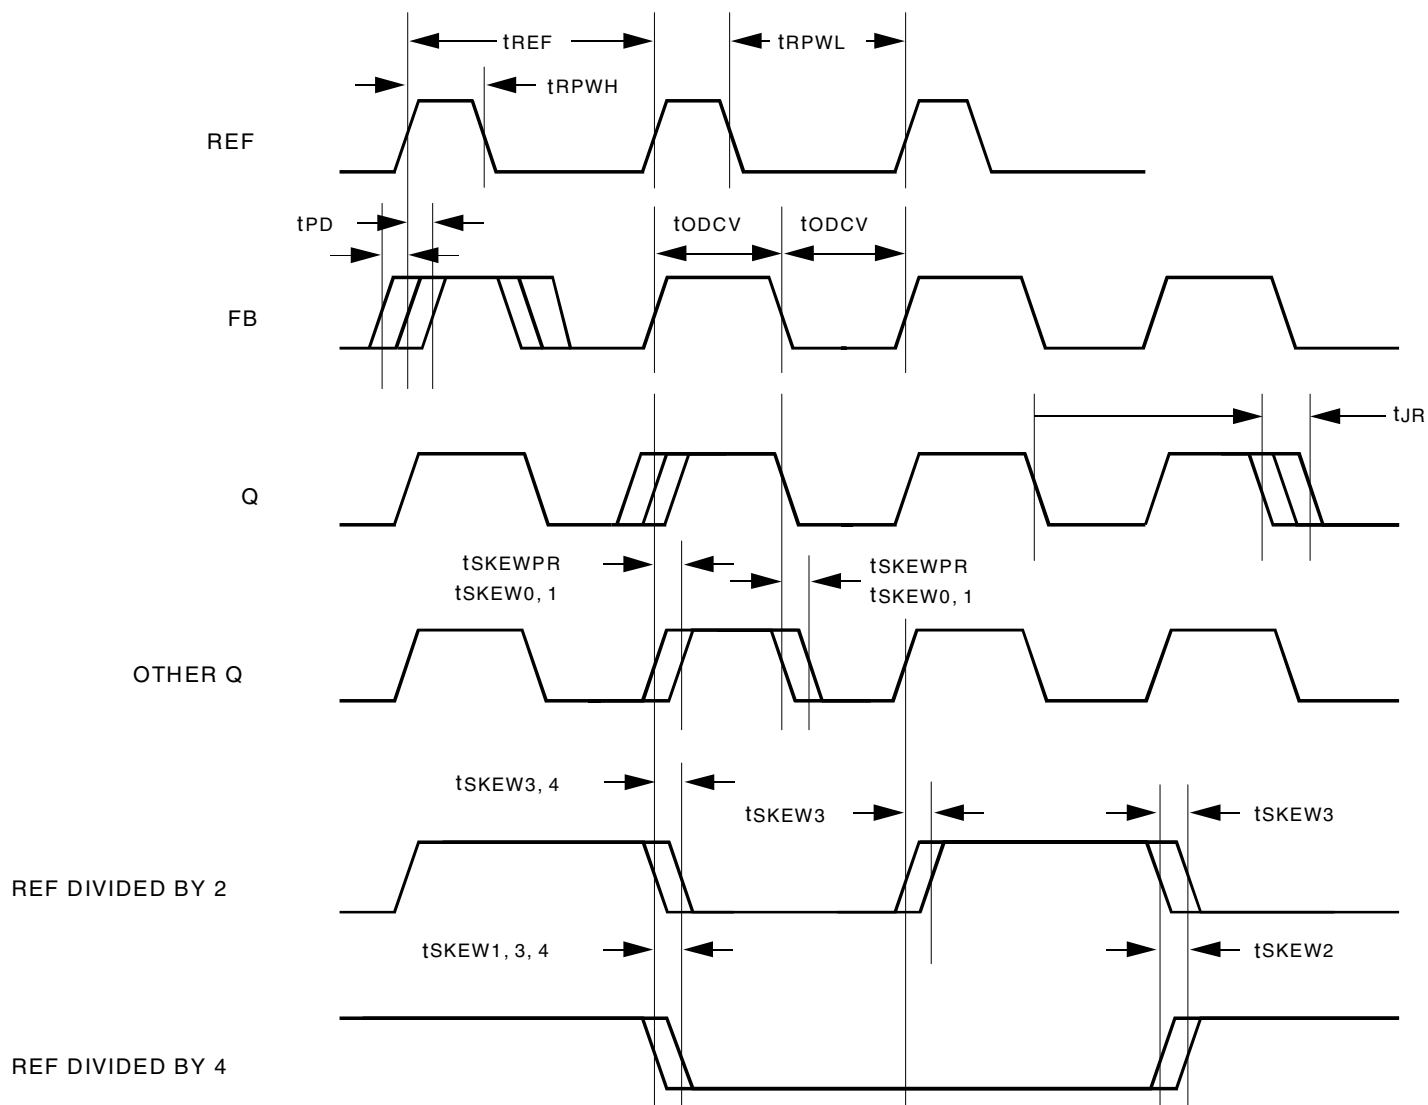 tREF
tRPWL
tRPWH
REF
tPD
tODCV
tODCV
FB
tJR
Q
tSKEWPR
tSKEW0, 1
tSKEWPR
tSKEW0, 1
OTHER Q
tSKEW3, 4
tSKEW3
tSKEW3
REF DIVIDED BY 2
tSKEW1, 3, 4
tSKEW2
REF DIVIDED BY 4